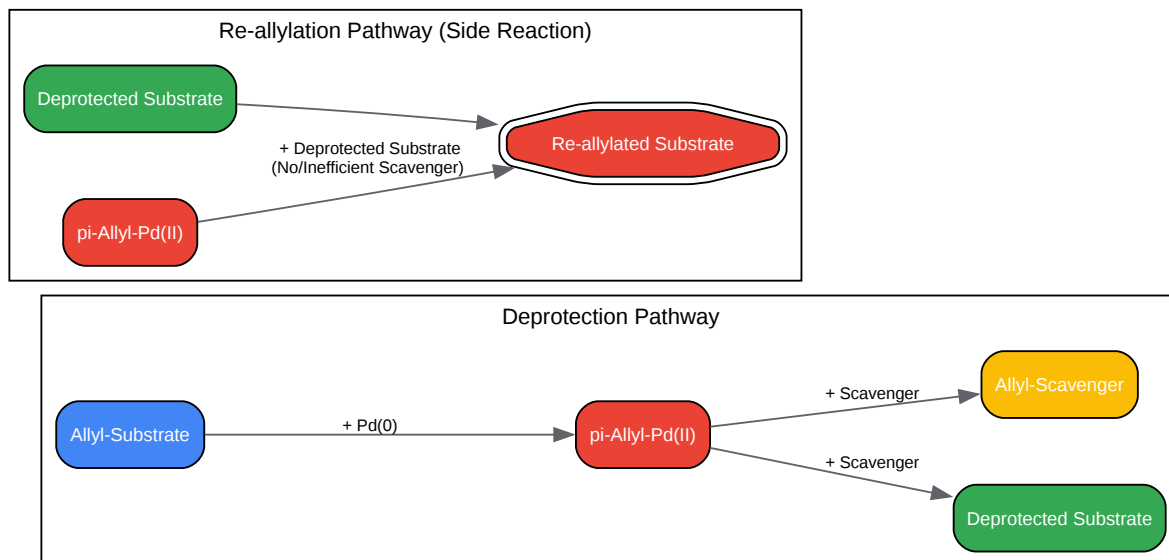 Re-allylation Pathway (Side Reaction)
Deprotected Substrate
+ Deprotected Substrate
(No/Inefficient Scavenger)
Re-allylated Substrate
pi-Allyl-Pd(II)
Deprotection Pathway
Allyl-Substrate
+ Pd(0)
pi-Allyl-Pd(II)
+ Scavenger
Allyl-Scavenger
+ Scavenger
Deprotected Substrate